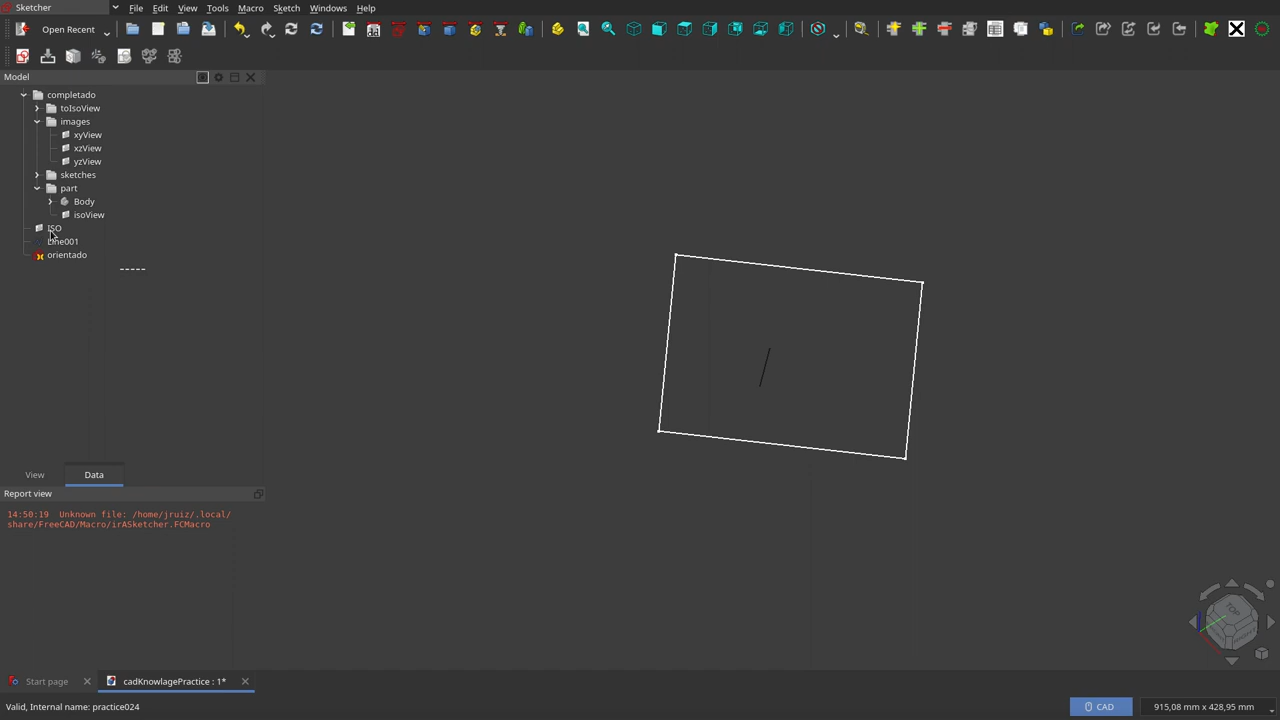 Sketcher
File Edit View Tools Macro Sketch Windows Help
Open Recent
Model
completado
toIsoView
images
xyView
xzView
yzView
sketches
part
Body
isoView
ISO
Line001
orientado
View Data
Report view
14:50:19 Unknown file: /home/jruiz/.local/
share/FreeCAD/Macro/irASketcher.FCMacro
TOP
Start page
cadKnowlagePractice : 1*
Valid, Internal name: practice024
CAD
915,08 mm x 428,95 mm